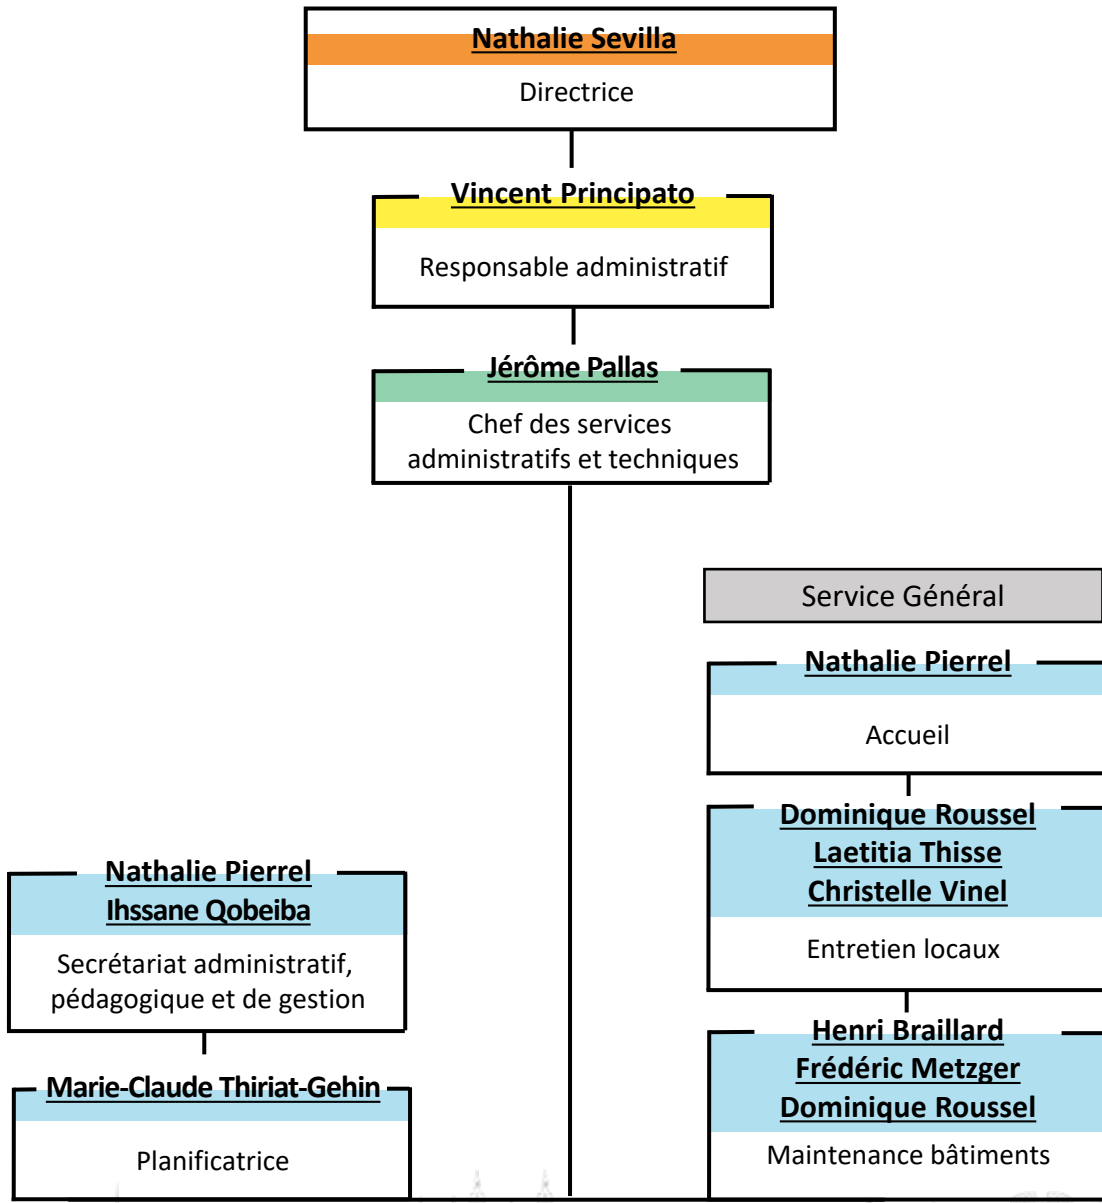 Nathalie Sevilla
Directrice
Vincent Principato
Responsable administratif
Jérôme Pallas
Chef des services
administratifs et techniques
Service Général
Nathalie Pierrel
Accueil
Dominique Roussel
Laetitia Thisse
Christelle Vinel
Entretien locaux
Henri Braillard
Frédéric Metzger
Dominique Roussel
Maintenance bâtiments
Nathalie Pierrel
Ihssane Qobeiba
Secrétariat administratif,
pédagogique et de gestion
Marie-Claude Thiriat-Gehin
Planificatrice